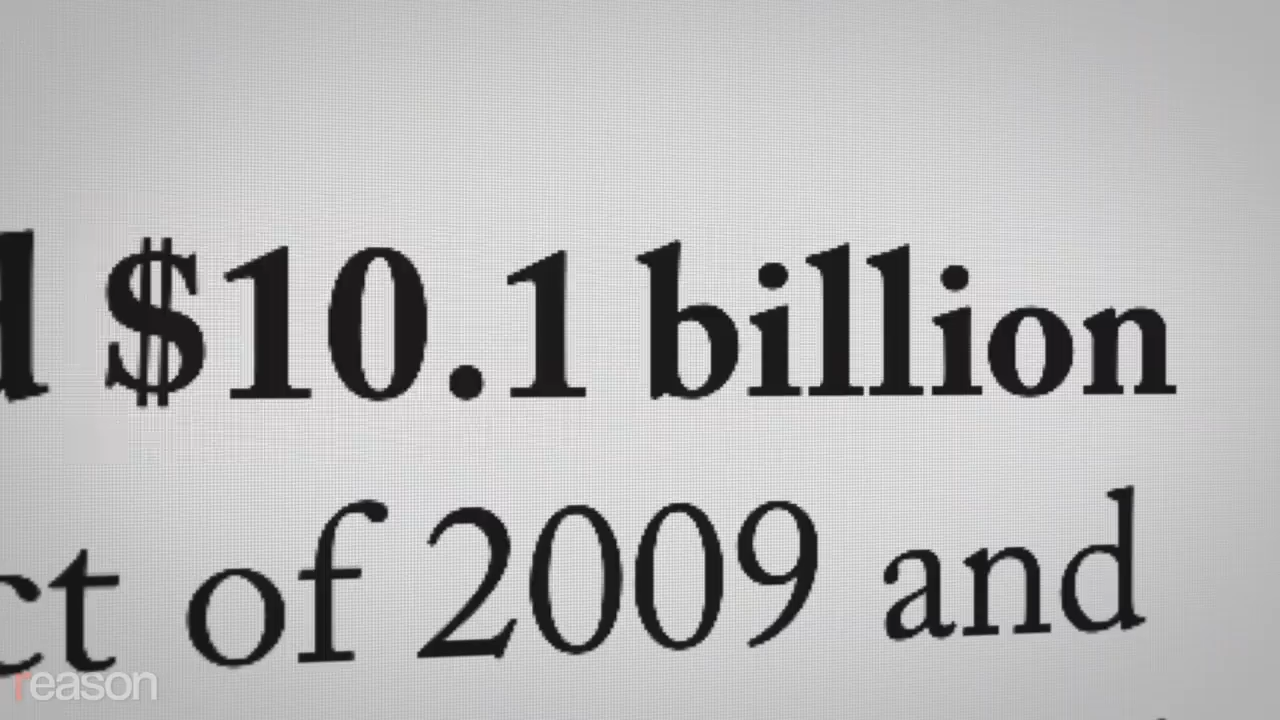 $10.1 billion
of 2009 and
reason